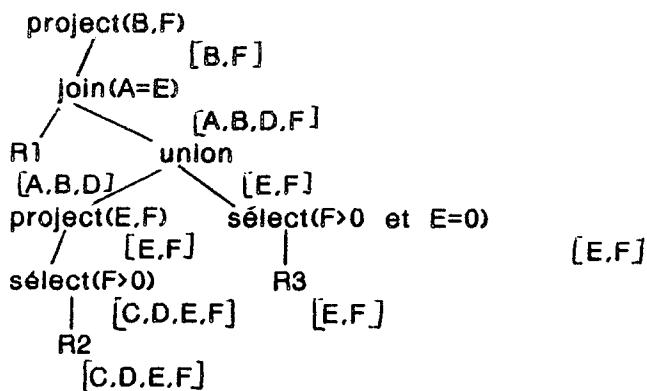 project(B,F)
[B,F]
join(A=E)
[A,B,D,F]
R1 union
[A,B,D] [E,F]
project(E,F) sélect(F>0 et E=0)
[E,F] [E,F]
sélect(F>0) R3
[C,D,E,F] [E,F]
R2
[C,D,E,F]